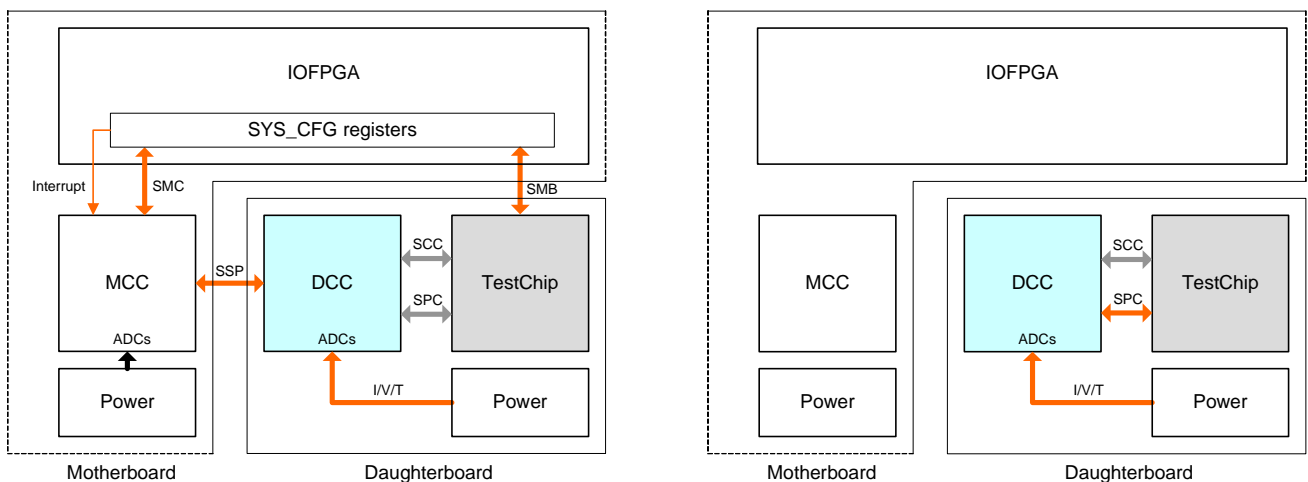 IOFPGA
SYS_CFG registers
Interrupt
SMC
SMB
MCC
ADCs
SSP
DCC
ADCs
SCC
SPC
TestChip
Power
I/V/T
Power
Motherboard
Daughterboard
IOFPGA
MCC
DCC
ADCs
SCC
SPC
TestChip
Power
I/V/T
Power
Motherboard
Daughterboard